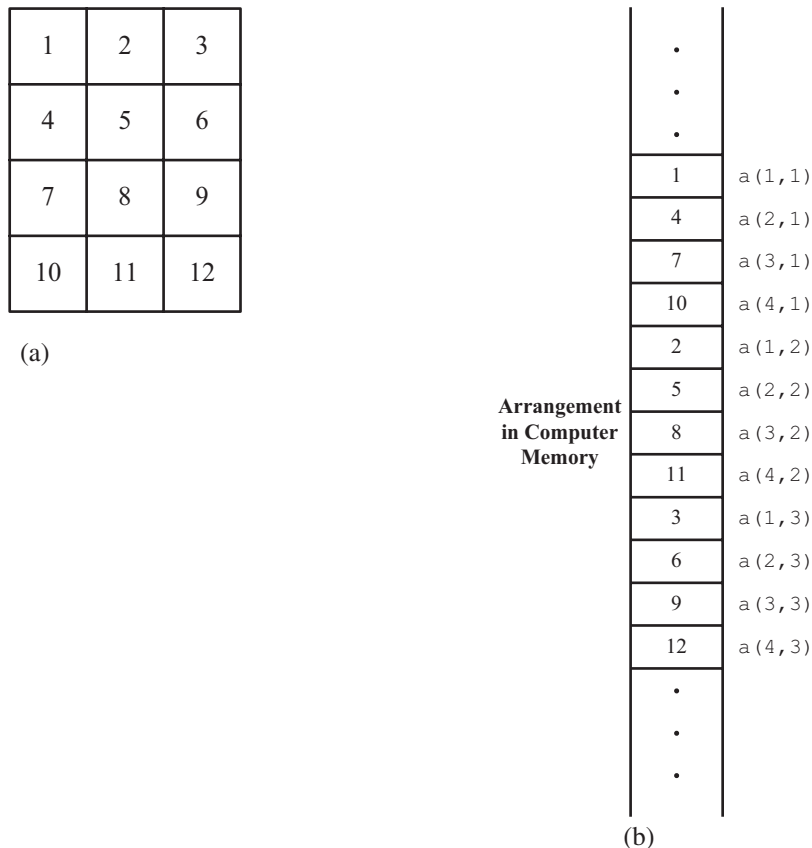 1 2 3
4 5 6
7 8 9
10 11 12
(a)
Arrangement
in Computer
Memory
1 a(1,1)
4 a(2,1)
7 a(3,1)
10 a(4,1)
2 a(1,2)
5 a(2,2)
8 a(3,2)
11 a(4,2)
3 a(1,3)
6 a(2,3)
9 a(3,3)
12 a(4,3)
(b)